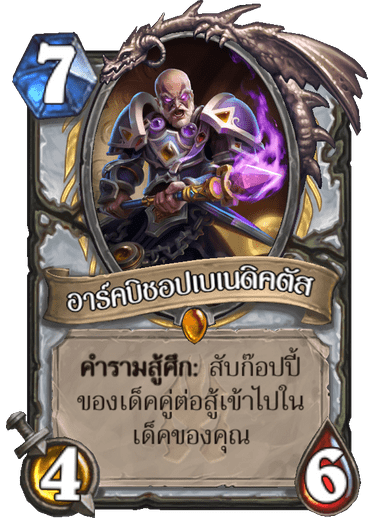 7
อาร์คบิชอปเบเนดิคตัส
คำรามสู้ศึก: สับก๊อปปี้
ของเด็คคู่ต่อสู้เข้าไปใน
เด็คของคุณ
4
6